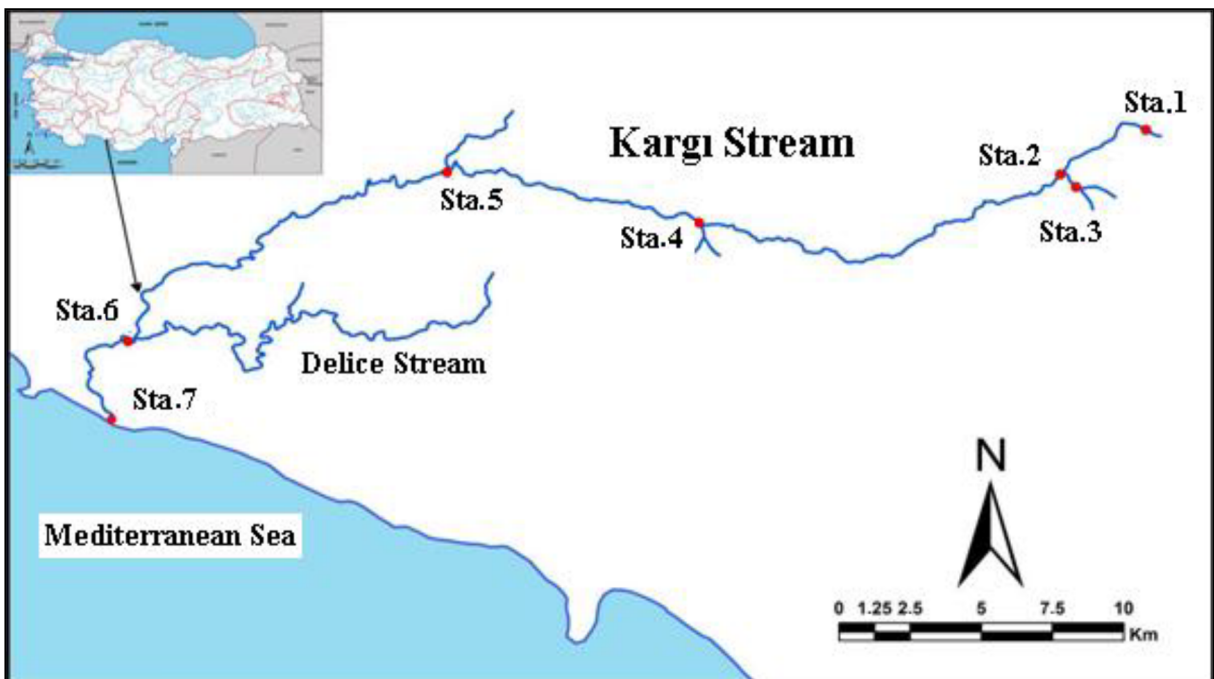 Sta.1
Kargı Stream
Sta.2
Sta.5
Sta.3
Sta.4
Sta.6
Delice Stream
Sta.7
N
Mediterranean Sea
0 1.25 2.5 5 7.5 10
Km